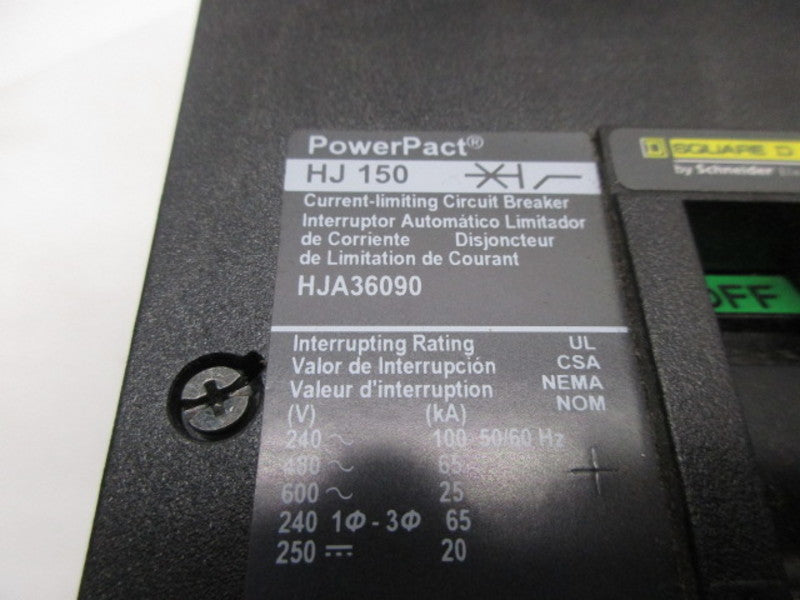 PowerPact®
HJ 150
Current-limiting Circuit Breaker
Interruptor Automático Limitador
de Corriente Disjoncteur
de Limitation de Courant
HJA36090
Interrupting Rating UL
Valor de Interrupción CSA
Valeur d'interruption NEMA
(V) (kA) NOM
240 ~ 100 50/60 Hz
480 ~ 65
600 ~ 25
240 1Φ - 3Φ 65
250 ⎓ 20
SQUARE D
by Schneider
OFF